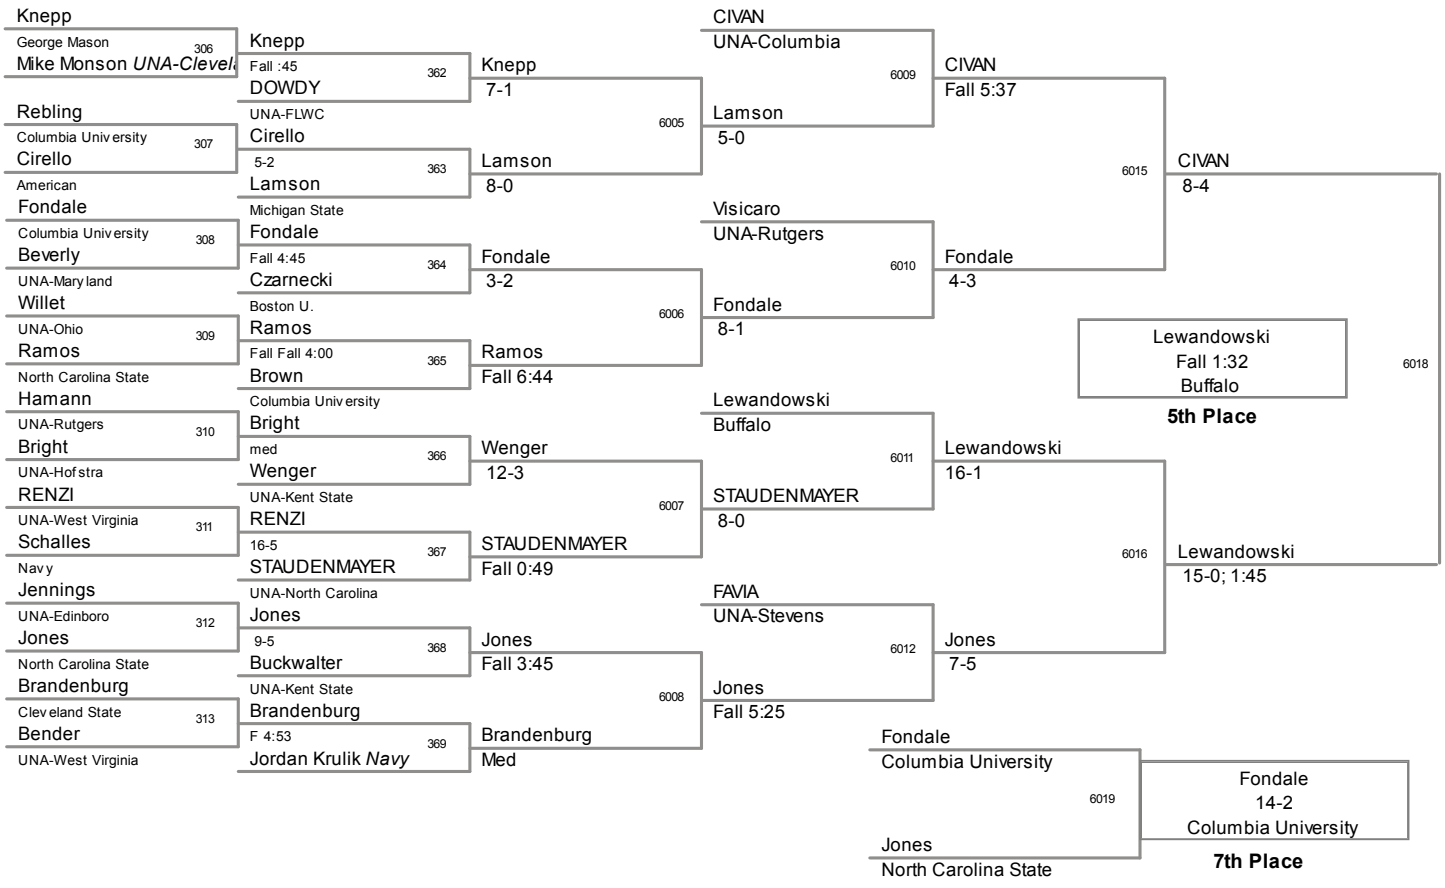 Knepp
George Mason
306
Mike Monson UNA-Clevel
Rebling
Columbia University
307
Cirello
American
Fondale
Columbia University
308
Beverly
UNA-Maryland
Willet
UNA-Ohio
309
Ramos
North Carolina State
Hamann
UNA-Rutgers
310
Bright
UNA-Hofstra
RENZI
UNA-West Virginia
311
Schalles
Navy
Jennings
UNA-Edinboro
312
Jones
North Carolina State
Brandenburg
Cleveland State
313
Bender
UNA-West Virginia
Knepp
Fall :45
362
DOWDY
UNA-FLWC
Cirello
5-2
363
Lamson
Michigan State
Fondale
Fall 4:45
364
Czarnecki
Boston U.
Ramos
Fall Fall 4:00
365
Brown
Columbia University
Bright
med
366
Wenger
UNA-Kent State
RENZI
16-5
367
STAUDENMAYER
UNA-North Carolina
Jones
9-5
368
Buckwalter
UNA-Kent State
Brandenburg
F 4:53
369
Jordan Krulik Navy
Knepp
7-1
6005
Lamson
8-0
Fondale
3-2
6006
Ramos
Fall 6:44
Wenger
12-3
6007
STAUDENMAYER
Fall 0:49
Jones
Fall 3:45
6008
Brandenburg
Med
CIVAN
UNA-Columbia
6009
Lamson
5-0
Visicaro
UNA-Rutgers
6010
Fondale
8-1
Lewandowski
Buffalo
6011
STAUDENMAYER
8-0
FAVIA
UNA-Stevens
6012
Jones
Fall 5:25
CIVAN
Fall 5:37
6015
Fondale
4-3
Lewandowski
16-1
6016
Jones
7-5
CIVAN
8-4
6018
Lewandowski
15-0; 1:45
Lewandowski
Fall 1:32
Buffalo
5th Place
Fondale
Columbia University
6019
Jones
North Carolina State
Fondale
14-2
Columbia University
7th Place